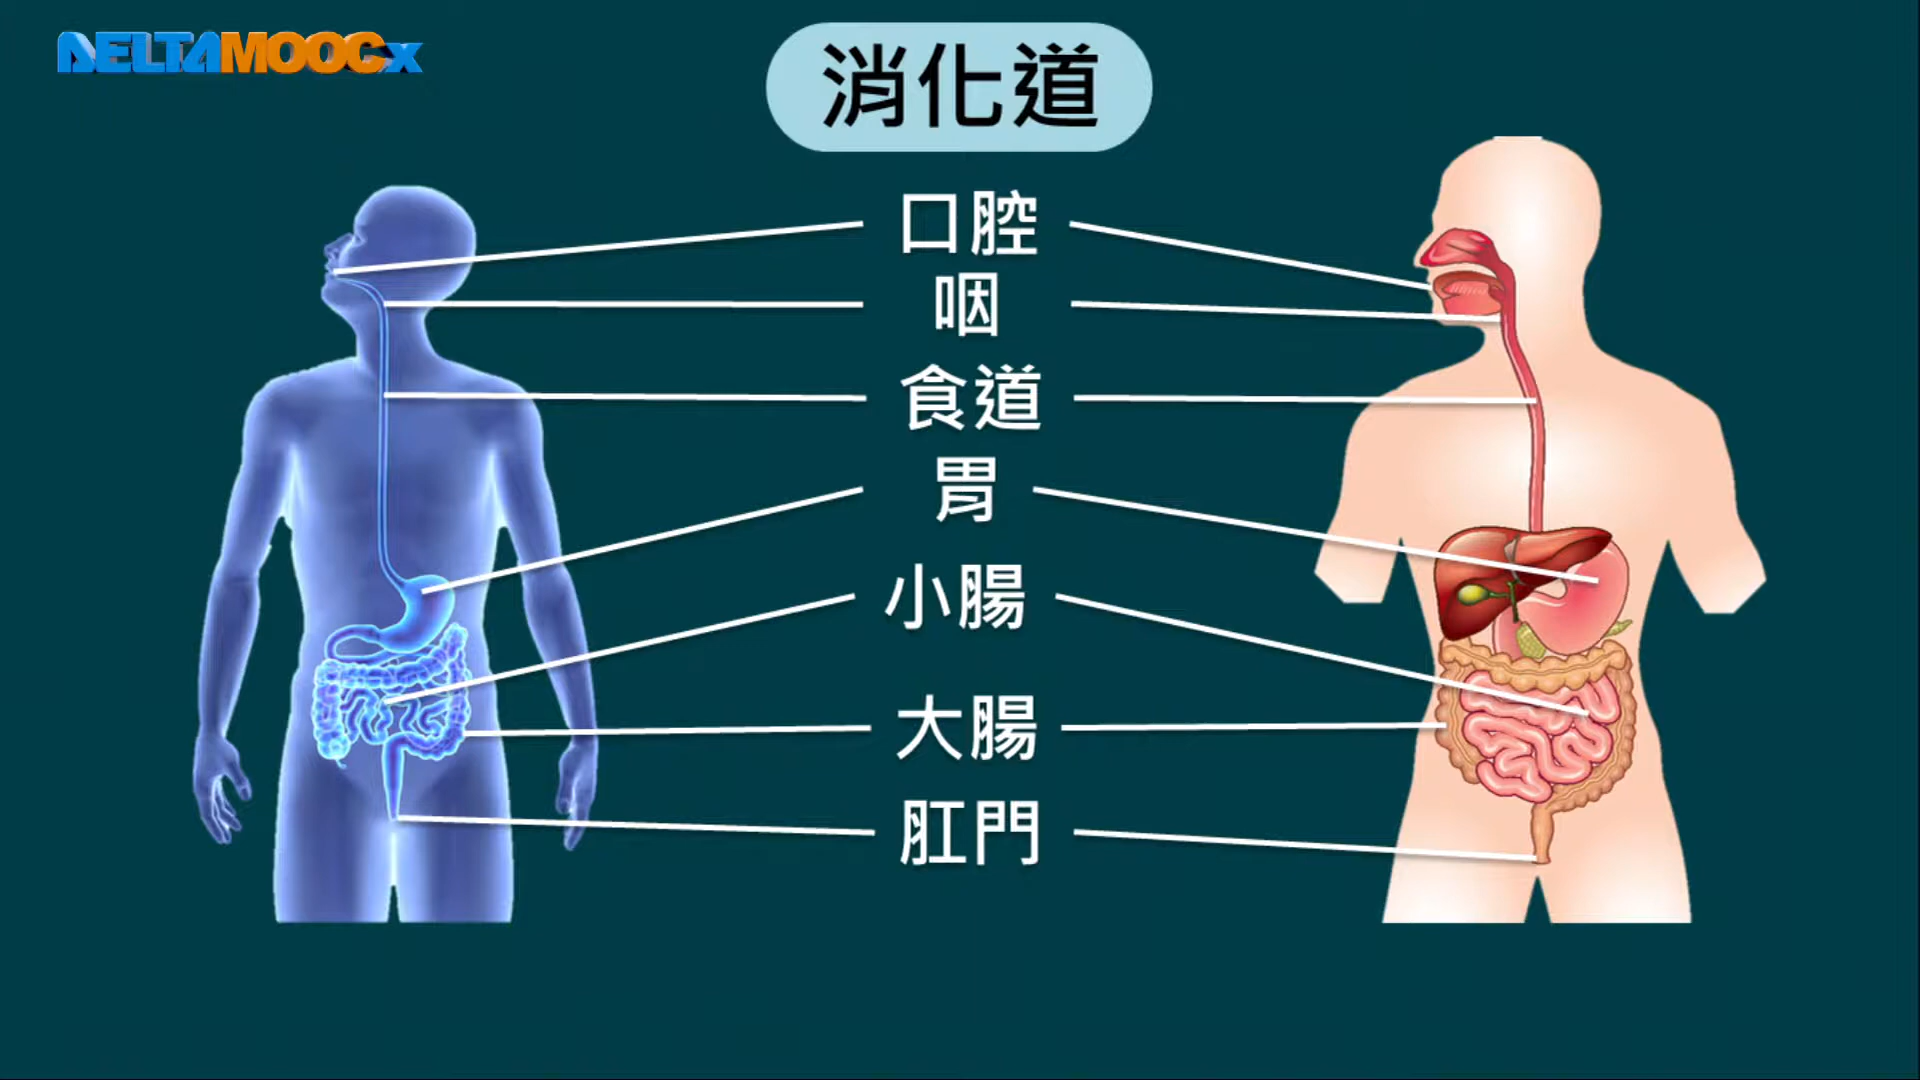 DELTAMOOCx
消化道
口腔
咽
食道
胃
小腸
大腸
肛門